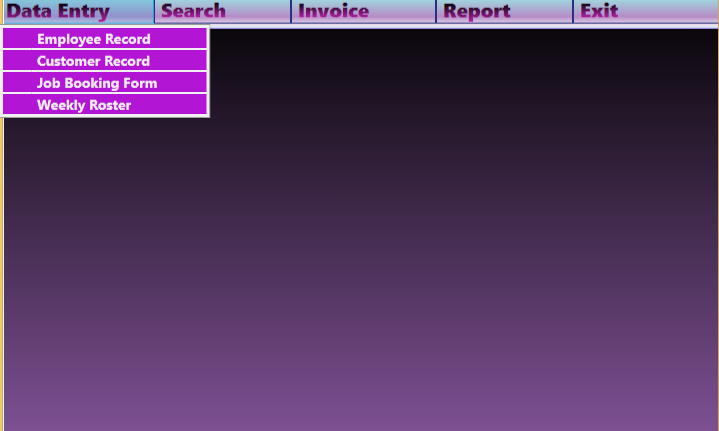 Data Entry Search Invoice Report Exit
Employee Record
Customer Record
Job Booking Form
Weekly Roster